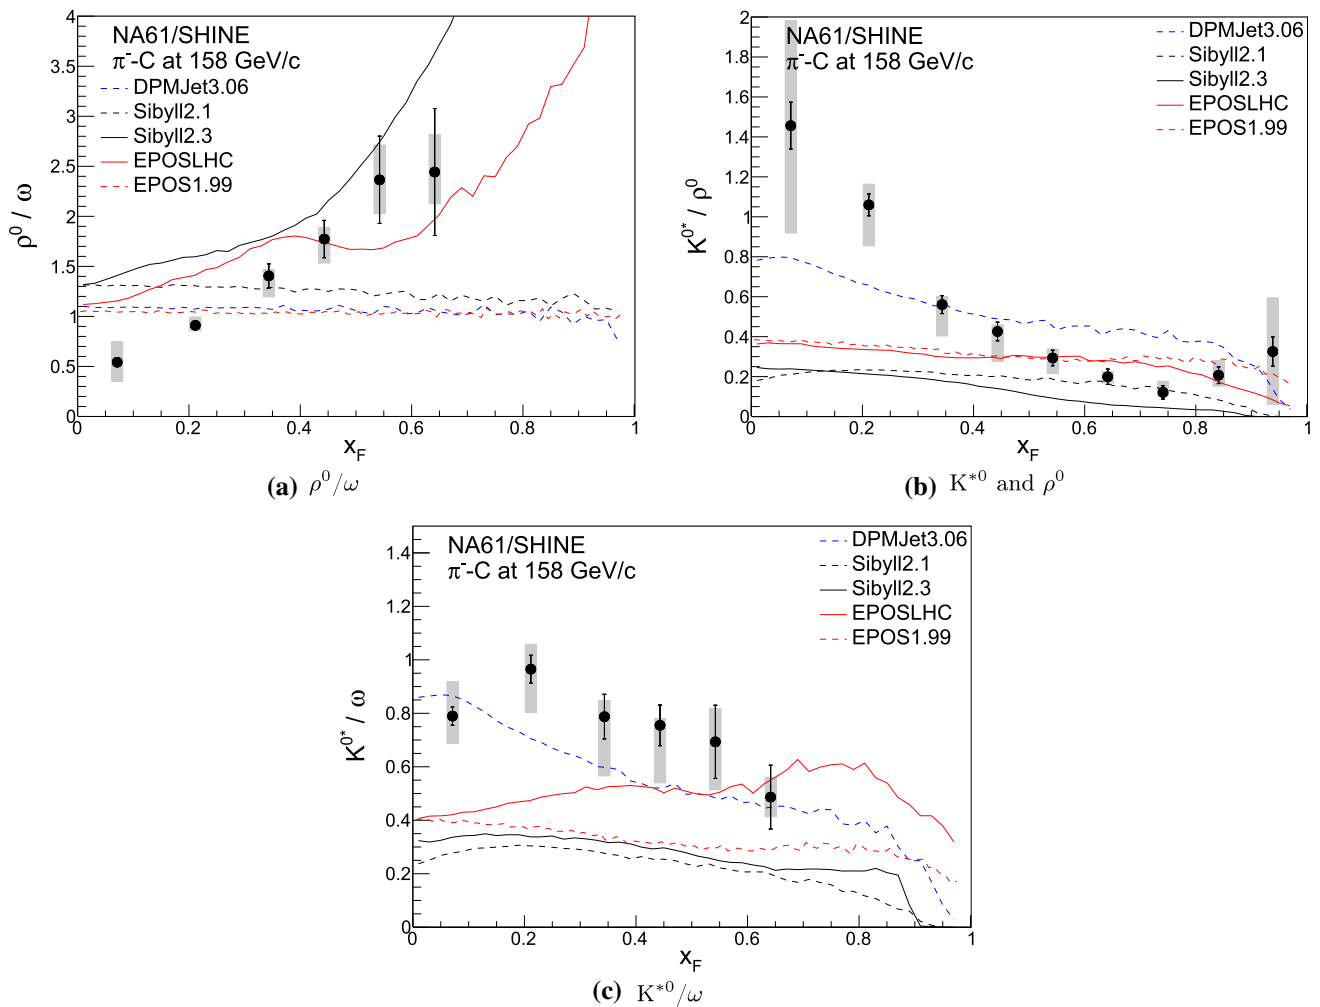 NA61/SHINE
π⁻-C at 158 GeV/c
DPMJet3.06
Sibyll2.1
Sibyll2.3
EPOSLHC
EPOS1.99
ρ⁰ / ω
4
3.5
3
2.5
2
1.5
1
0.5
0
0 0.2 0.4 0.6 0.8 1
x_F
(a) ρ⁰/ω
NA61/SHINE
π⁻-C at 158 GeV/c
DPMJet3.06
Sibyll2.1
Sibyll2.3
EPOSLHC
EPOS1.99
K⁰* / ρ⁰
2
1.8
1.6
1.4
1.2
1
0.8
0.6
0.4
0.2
0
0 0.2 0.4 0.6 0.8 1
x_F
(b) K*⁰ and ρ⁰
NA61/SHINE
π⁻-C at 158 GeV/c
DPMJet3.06
Sibyll2.1
Sibyll2.3
EPOSLHC
EPOS1.99
K⁰* / ω
1.4
1.2
1
0.8
0.6
0.4
0.2
0
0 0.2 0.4 0.6 0.8 1
x_F
(c) K*⁰/ω